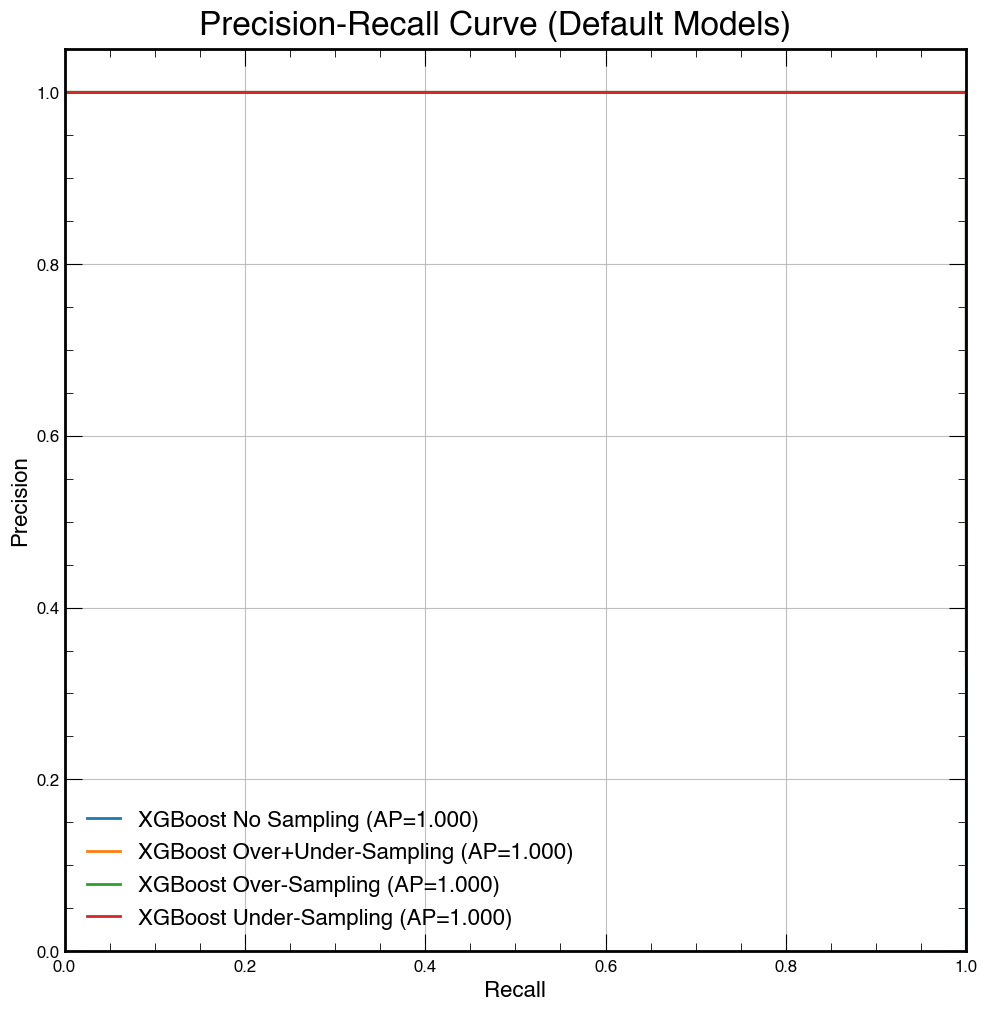 Precision-Recall Curve (Default Models)
1.0
0.8
0.6
0.4
0.2
0.0
Precision
XGBoost No Sampling (AP=1.000)
XGBoost Over+Under-Sampling (AP=1.000)
XGBoost Over-Sampling (AP=1.000)
XGBoost Under-Sampling (AP=1.000)
0.0 0.2 0.4 0.6 0.8 1.0
Recall